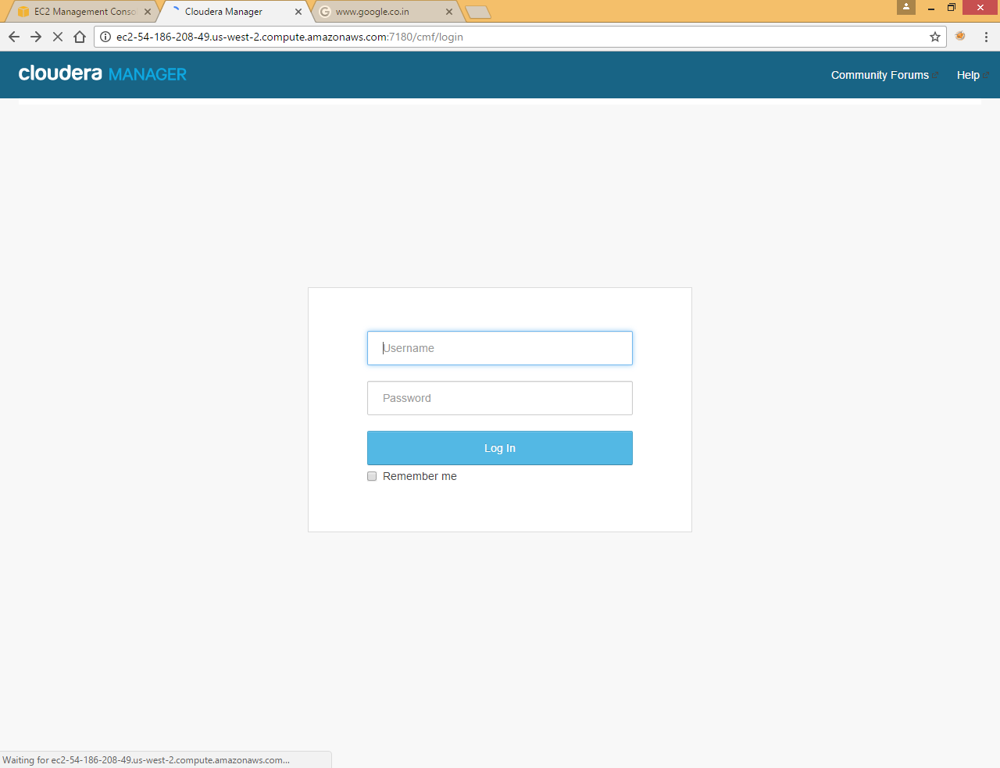 EC2 Management Conso
Cloudera Manager
www.google.co.in
ec2-54-186-208-49.us-west-2.compute.amazonaws.com:7180/cmf/login
cloudera MANAGER
Community Forums
Help
Username
Password
Log In
Remember me
Waiting for ec2-54-186-208-49.us-west-2.compute.amazonaws.com...